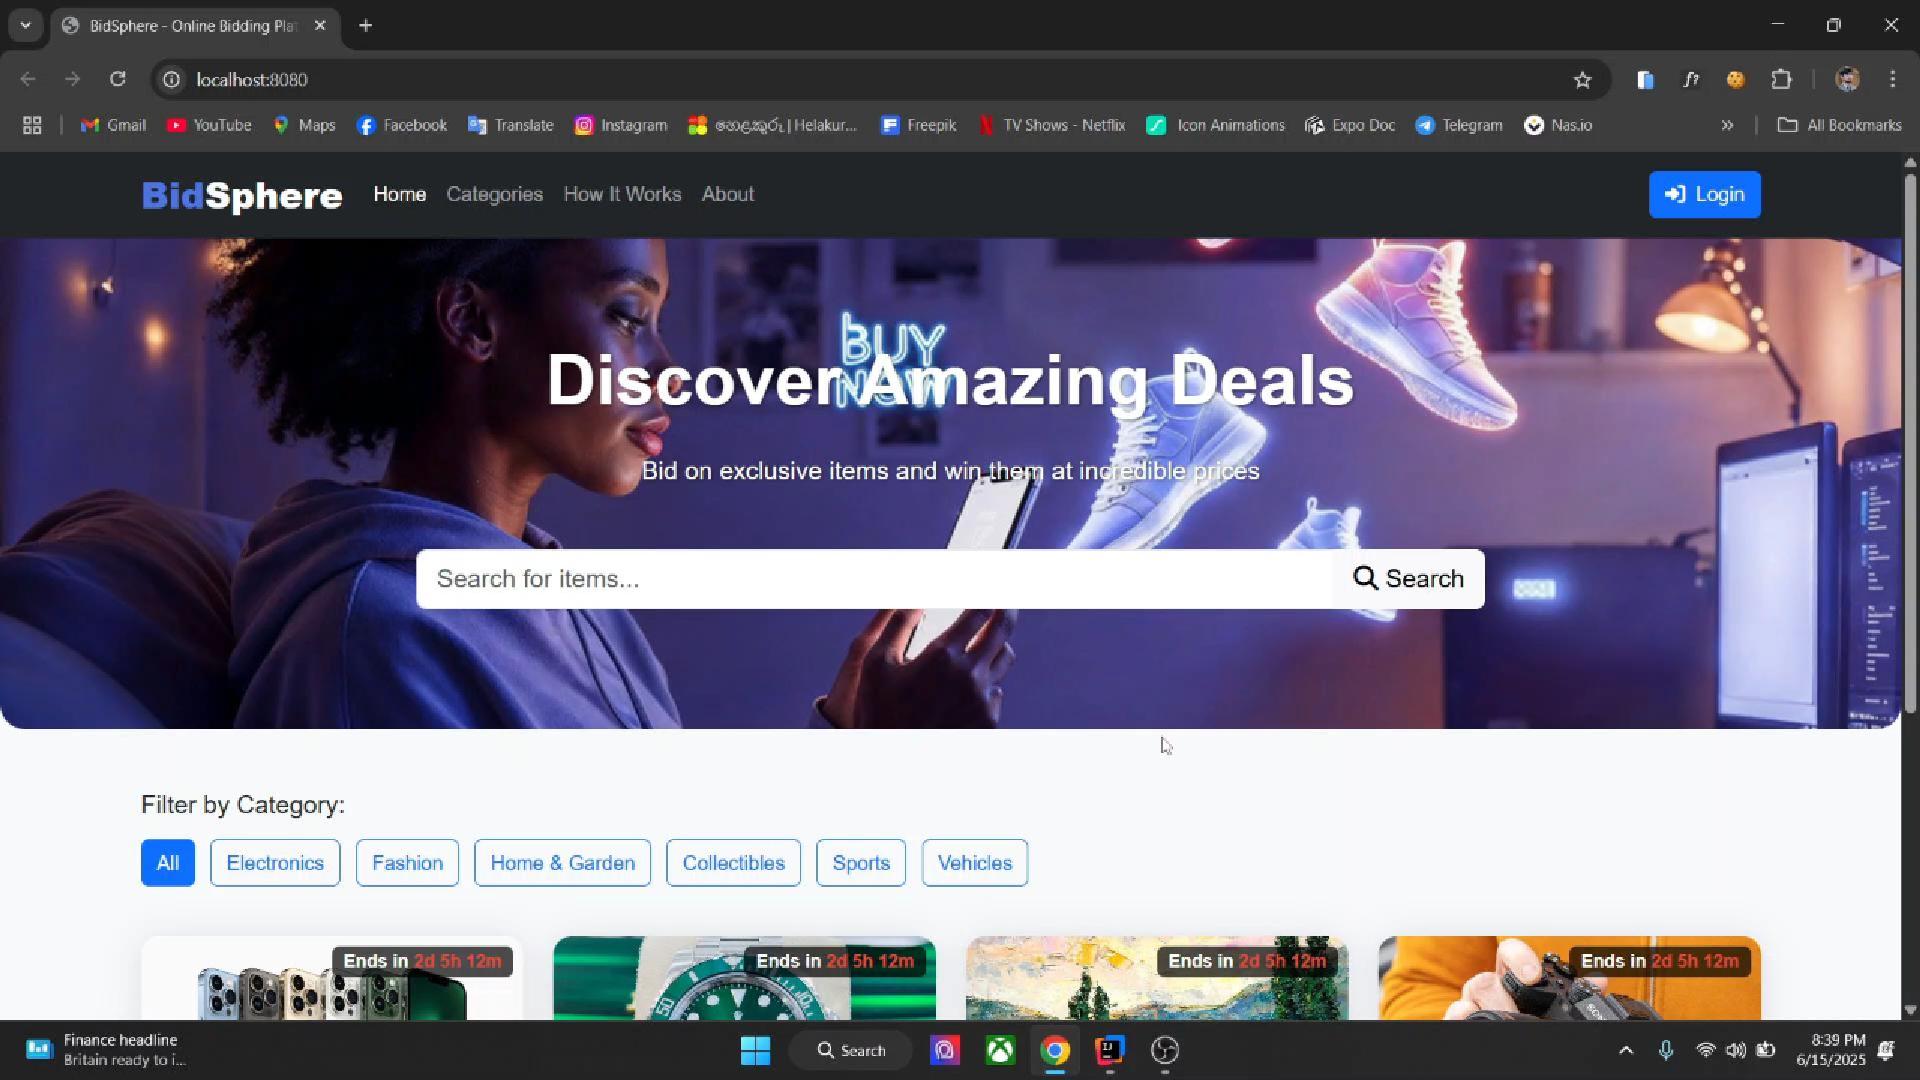 BidSphere - Online Bidding Plat
localhost:8080
Gmail
YouTube
Maps
Facebook
Translate
Instagram
හෙළකුරු | Helakur...
Freepik
TV Shows - Netflix
Icon Animations
Expo Doc
Telegram
Nas.io
All Bookmarks
BidSphere
Home
Categories
How It Works
About
Login
BUY
NOW
Discover Amazing Deals
Bid on exclusive items and win them at incredible prices
Search for items...
Search
Filter by Category:
All
Electronics
Fashion
Home & Garden
Collectibles
Sports
Vehicles
Ends in 2d 5h 12m
Ends in 2d 5h 12m
Ends in 2d 5h 12m
Ends in 2d 5h 12m
50
10
SONY
Finance headline
Britain ready to i...
Search
8:39 PM
6/15/2025